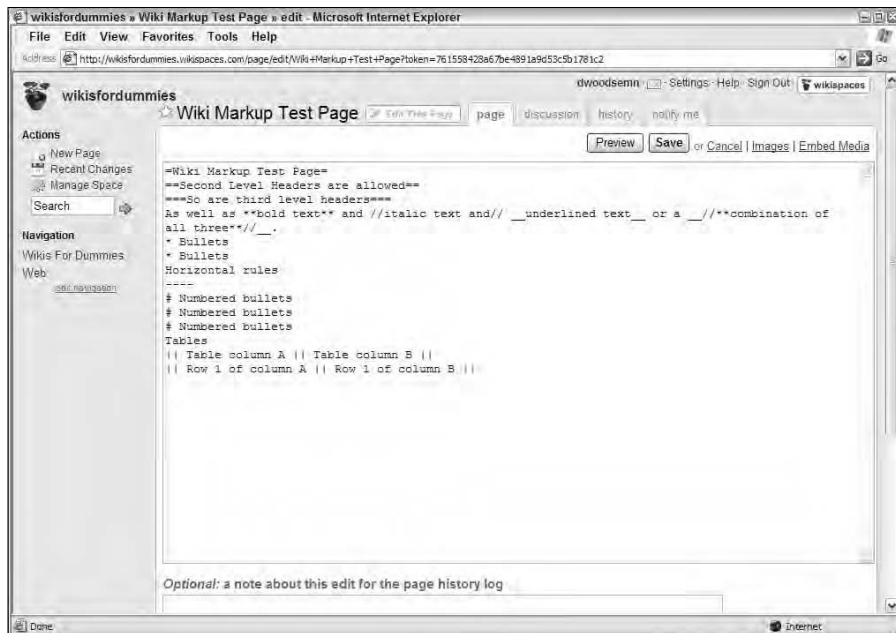 wikisfordummies » Wiki Markup Test Page » edit - Microsoft Internet Explorer
File Edit View Favorites Tools Help
Address http://wikisfordummies.wikispaces.com/page/edit/Wiki+Markup+Test+Page?token=761558428a67be4891a9d53c5b1781c2 Go
dwoodsemn · Settings · Help · Sign Out wikispaces
wikisfordummies
Wiki Markup Test Page Edit This Page page discussion history notify me
Actions
New Page
Recent Changes
Manage Space
Search
Navigation
Wikis For Dummies
Web
edit navigation
Preview Save or Cancel | Images | Embed Media
=Wiki Markup Test Page=
==Second Level Headers are allowed==
===So are third level headers===
As well as **bold text** and //italic text and// __underlined text__ or a __//**combination of
all three**//__.
* Bullets
* Bullets
Horizontal rules
----
# Numbered bullets
# Numbered bullets
# Numbered bullets
Tables
|| Table column A || Table column B ||
|| Row 1 of column A || Row 1 of column B ||
Optional: a note about this edit for the page history log
Done Internet